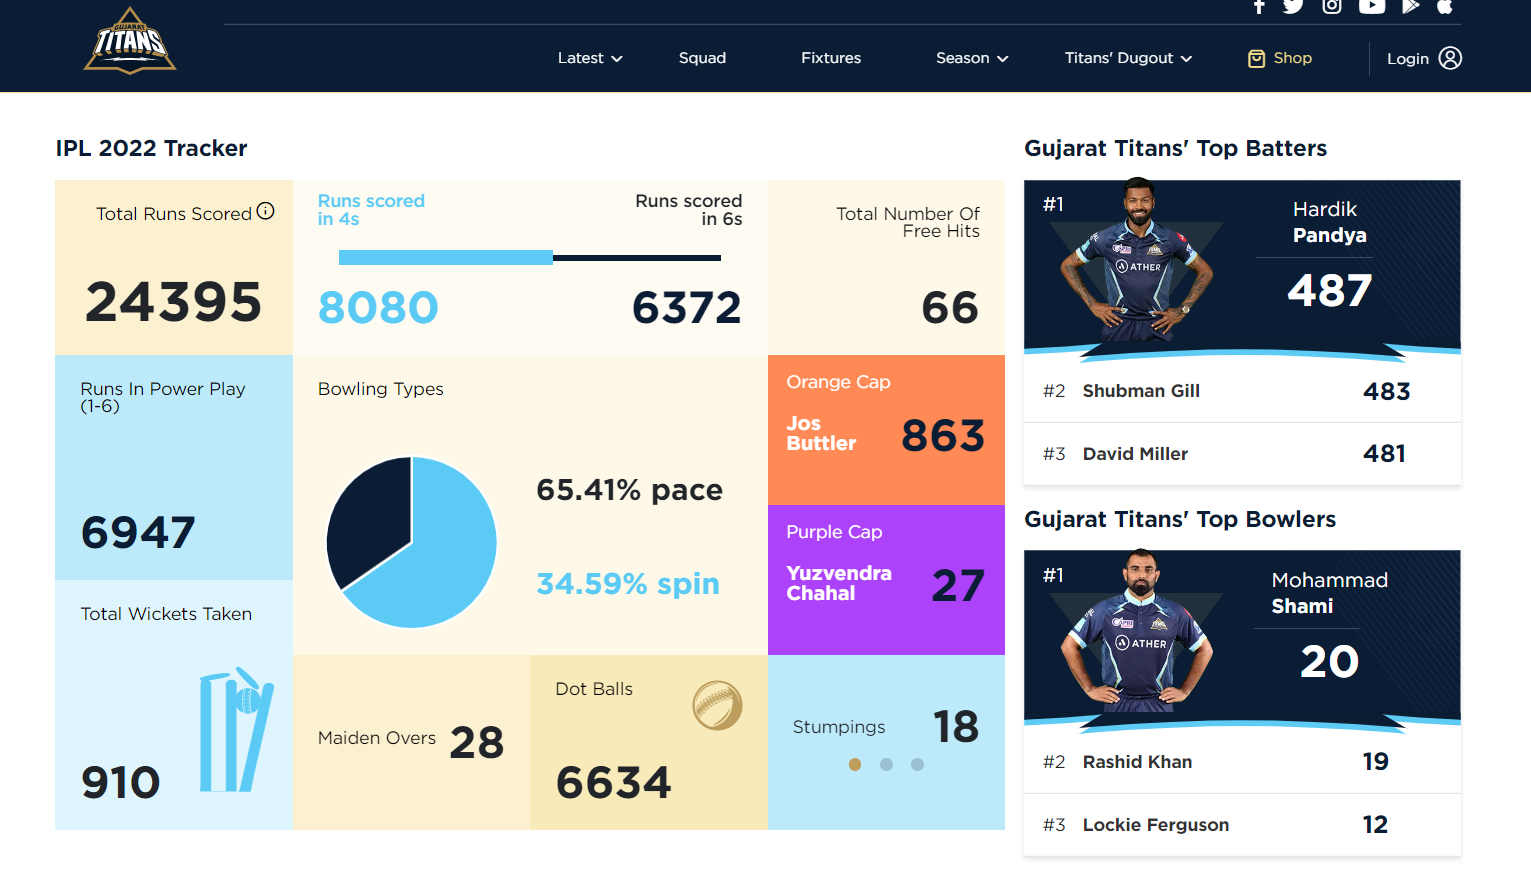 GUJARAT
TITANS
Latest
Squad
Fixtures
Season
Titans' Dugout
Shop
Login
IPL 2022 Tracker
Total Runs Scored
24395
Runs scored
in 4s
8080
Runs scored
in 6s
6372
Total Number Of
Free Hits
66
Runs In Power Play
(1-6)
6947
Bowling Types
65.41% pace
34.59% spin
Orange Cap
Jos
Buttler
863
Purple Cap
Yuzvendra
Chahal
27
Total Wickets Taken
910
Maiden Overs 28
Dot Balls
6634
Stumpings 18
Gujarat Titans' Top Batters
#1
Hardik
Pandya
487
ATHER
#2 Shubman Gill 483
#3 David Miller 481
Gujarat Titans' Top Bowlers
#1
Mohammad
Shami
20
ATHER
#2 Rashid Khan 19
#3 Lockie Ferguson 12